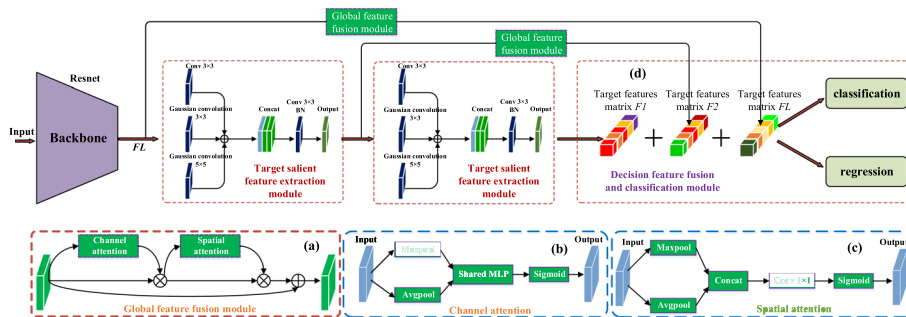 Global feature
fusion module
Global feature
fusion module
Resnet
Input
Backbone
FL
Conv 3×3
Gaussian convolution
3×3
Gaussian convolution
5×5
Concat
Conv 3×3
BN
Output
Target salient
feature extraction
module
Conv 3×3
Gaussian convolution
3×3
Gaussian convolution
5×5
Concat
Conv 3×3
BN
Output
Target salient
feature extraction
module
(d)
Target features
matrix F1
Target features
matrix F2
Target features
matrix FL
Decision feature fusion
and classification module
classification
regression
(a)
Channel
attention
Spatial
attention
Global feature fusion module
(b)
Input
Maxpool
Avgpool
Shared MLP
Sigmoid
Output
Channel attention
(c)
Input
Maxpool
Avgpool
Concat
1×1
Sigmoid
Output
Spatial attention